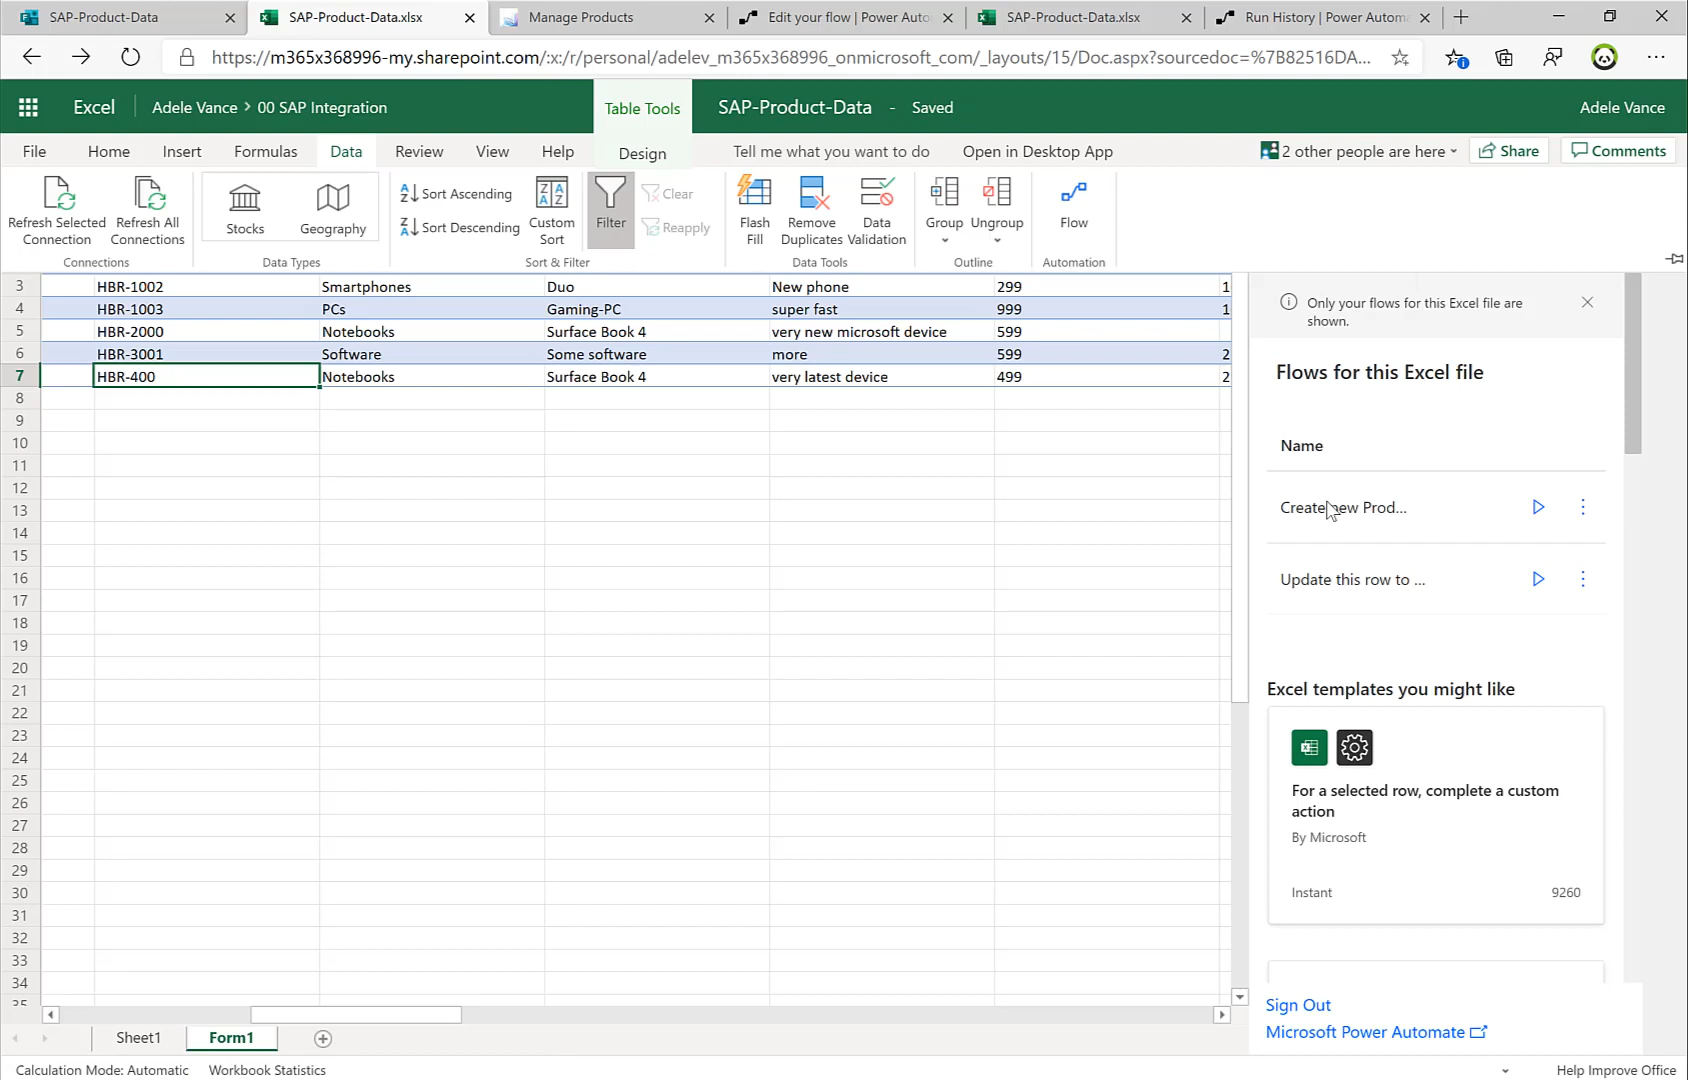 SAP-Product-Data
SAP-Product-Data.xlsx
Manage Products
Edit your flow | Power Auto
SAP-Product-Data.xlsx
Run History | Power Automa
https://m365x368996-my.sharepoint.com/:x:/r/personal/adelev_m365x368996_onmicrosoft_com/_layouts/15/Doc.aspx?sourcedoc=%7B82516DA...
Excel
Adele Vance > 00 SAP Integration
Table Tools
SAP-Product-Data - Saved
Adele Vance
File
Home
Insert
Formulas
Data
Review
View
Help
Design
Tell me what you want to do
Open in Desktop App
2 other people are here
Share
Comments
Refresh Selected
Connection
Refresh All
Connections
Connections
Stocks
Geography
Data Types
Sort Ascending
Sort Descending
Custom
Sort
Filter
Clear
Reapply
Sort & Filter
Flash
Fill
Remove
Duplicates
Data
Validation
Data Tools
Group
Ungroup
Outline
Flow
Automation
3 HBR-1002 Smartphones Duo New phone 299 1
4 HBR-1003 PCs Gaming-PC super fast 999 1
5 HBR-2000 Notebooks Surface Book 4 very new microsoft device 599
6 HBR-3001 Software Some software more 599 2
7 HBR-400 Notebooks Surface Book 4 very latest device 499 2
8
9
10
11
12
13
14
15
16
17
18
19
20
21
22
23
24
25
26
27
28
29
30
31
32
33
34
35
Only your flows for this Excel file are
shown.
Flows for this Excel file
Name
Create new Prod...
Update this row to ...
Excel templates you might like
For a selected row, complete a custom
action
By Microsoft
Instant 9260
Sign Out
Microsoft Power Automate
Sheet1
Form1
Calculation Mode: Automatic
Workbook Statistics
Help Improve Office